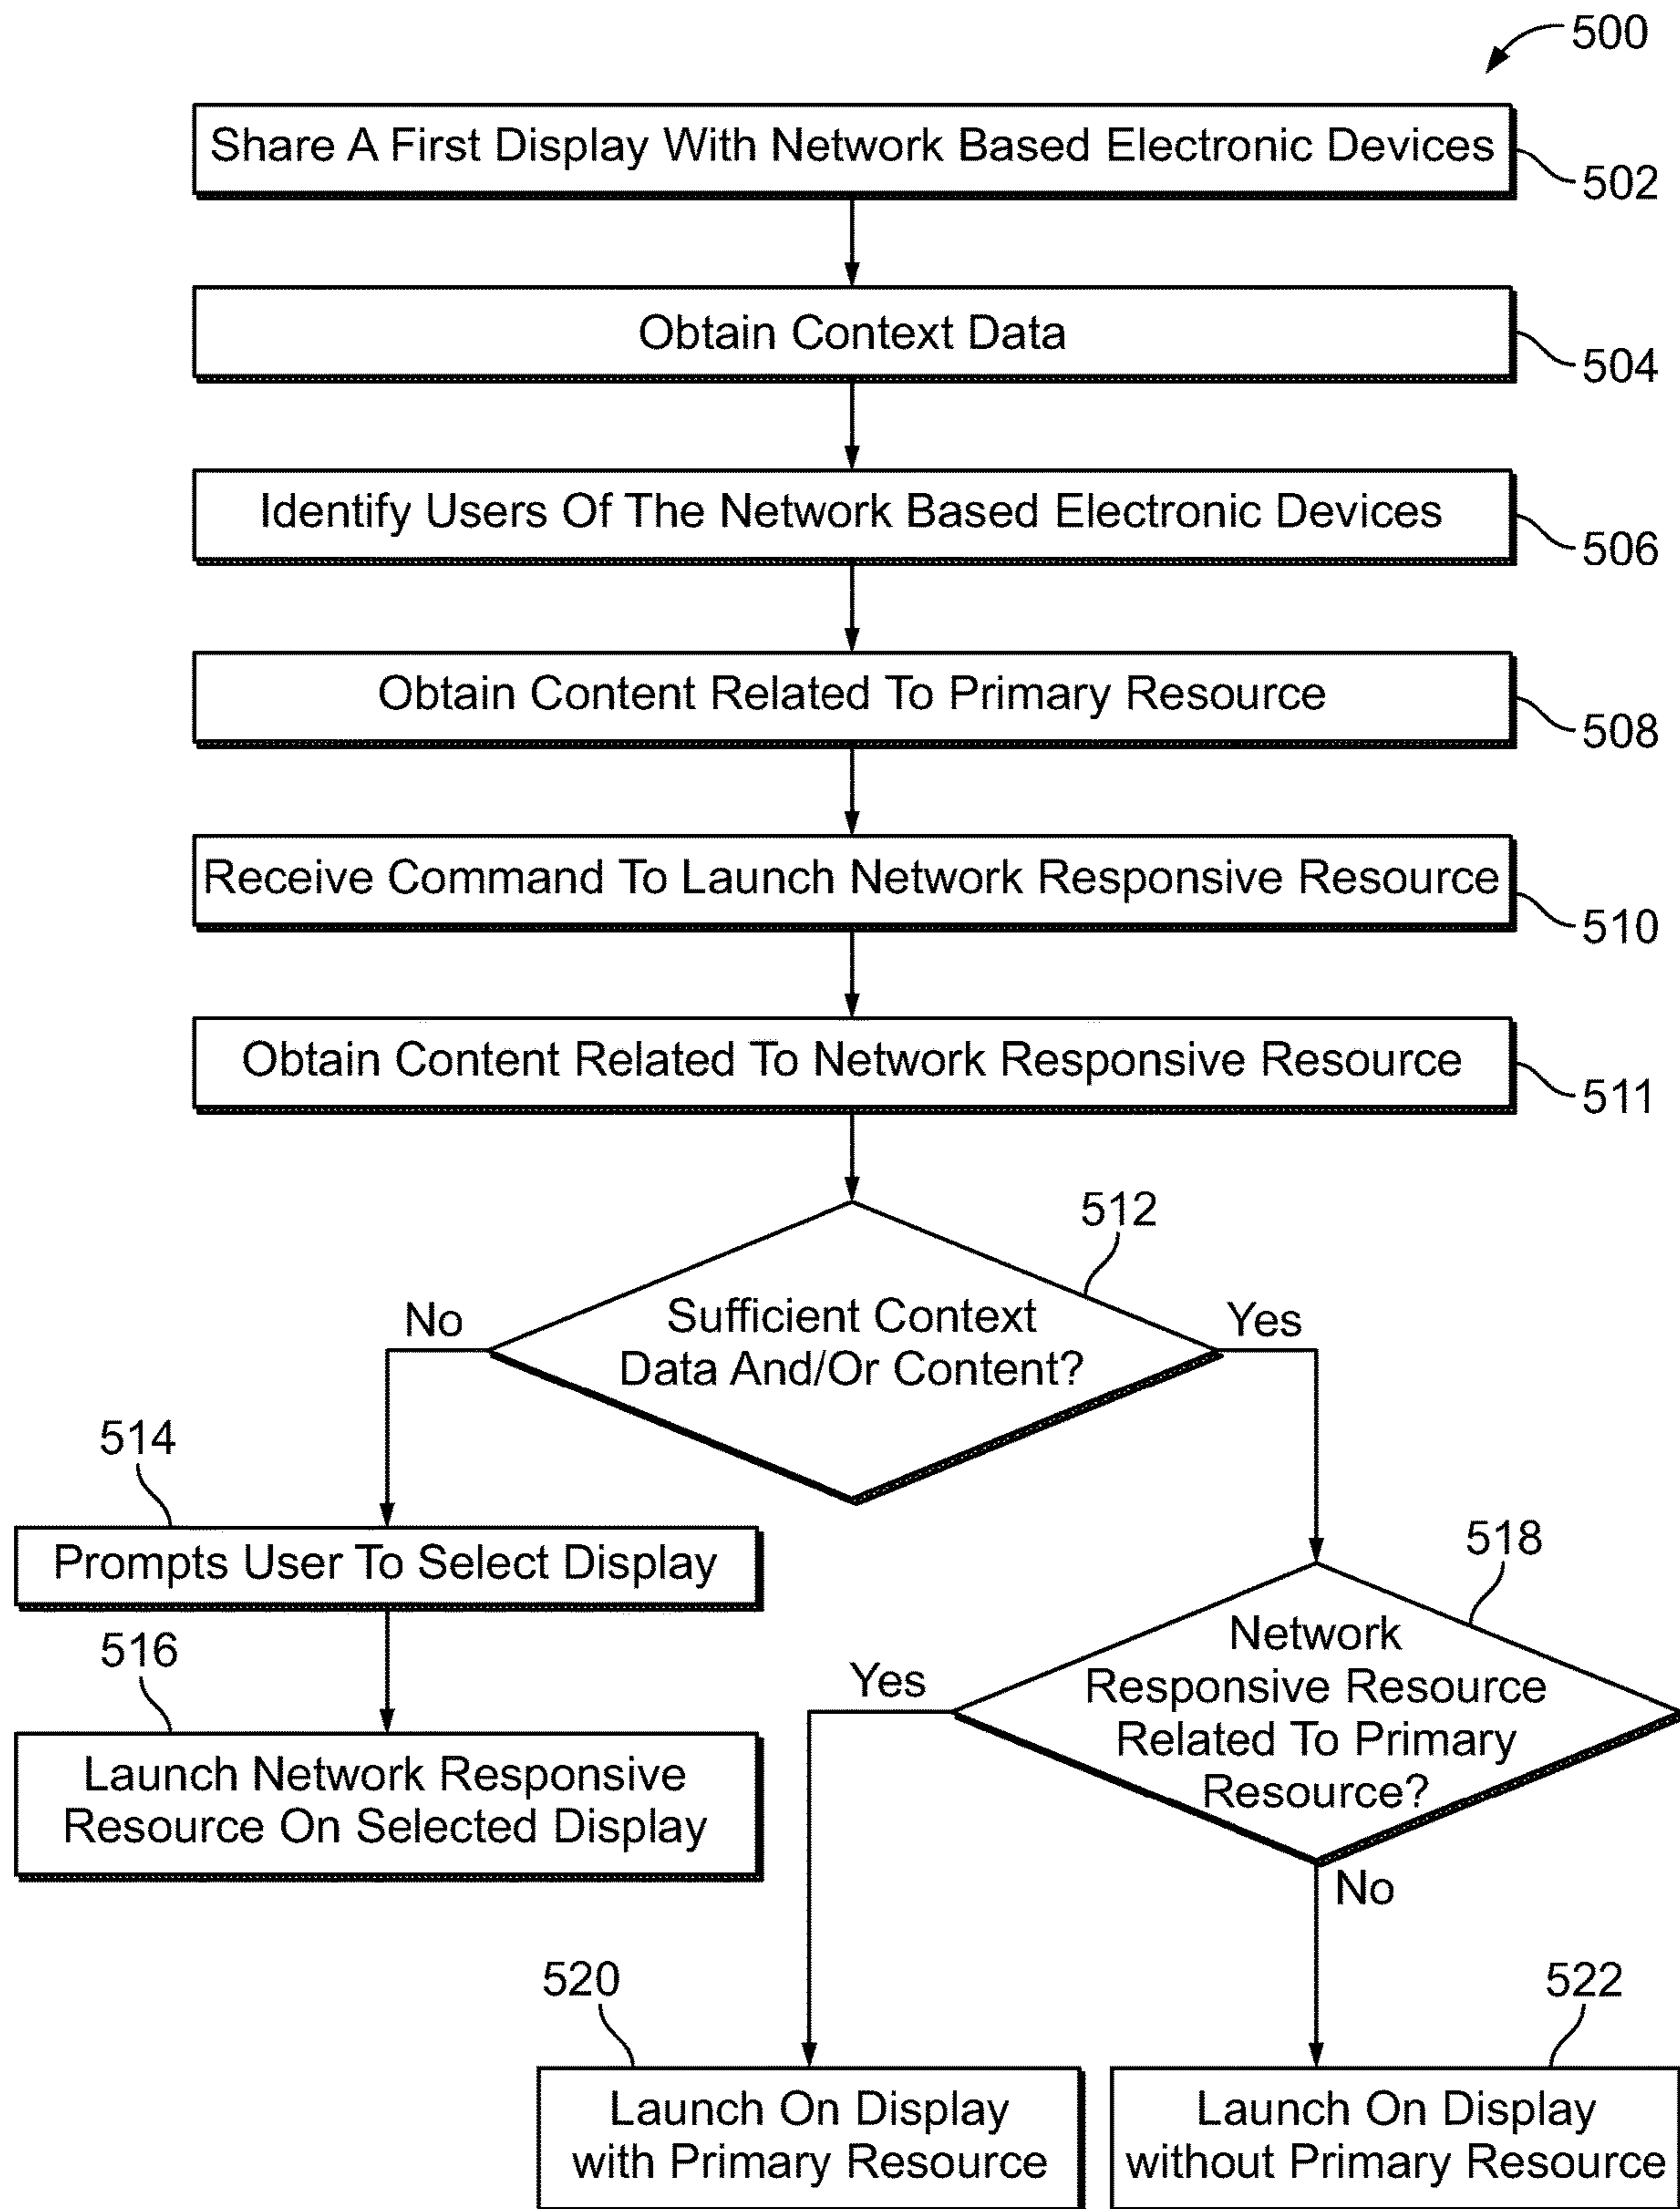 500
Share A First Display With Network Based Electronic Devices
502
Obtain Context Data
504
Identify Users Of The Network Based Electronic Devices
506
Obtain Content Related To Primary Resource
508
Receive Command To Launch Network Responsive Resource
510
Obtain Content Related To Network Responsive Resource
511
512
Sufficient Context
Data And/Or Content?
No
Yes
514
Prompts User To Select Display
516
Launch Network Responsive
Resource On Selected Display
518
Network
Responsive Resource
Related To Primary
Resource?
Yes
No
520
Launch On Display
with Primary Resource
522
Launch On Display
without Primary Resource